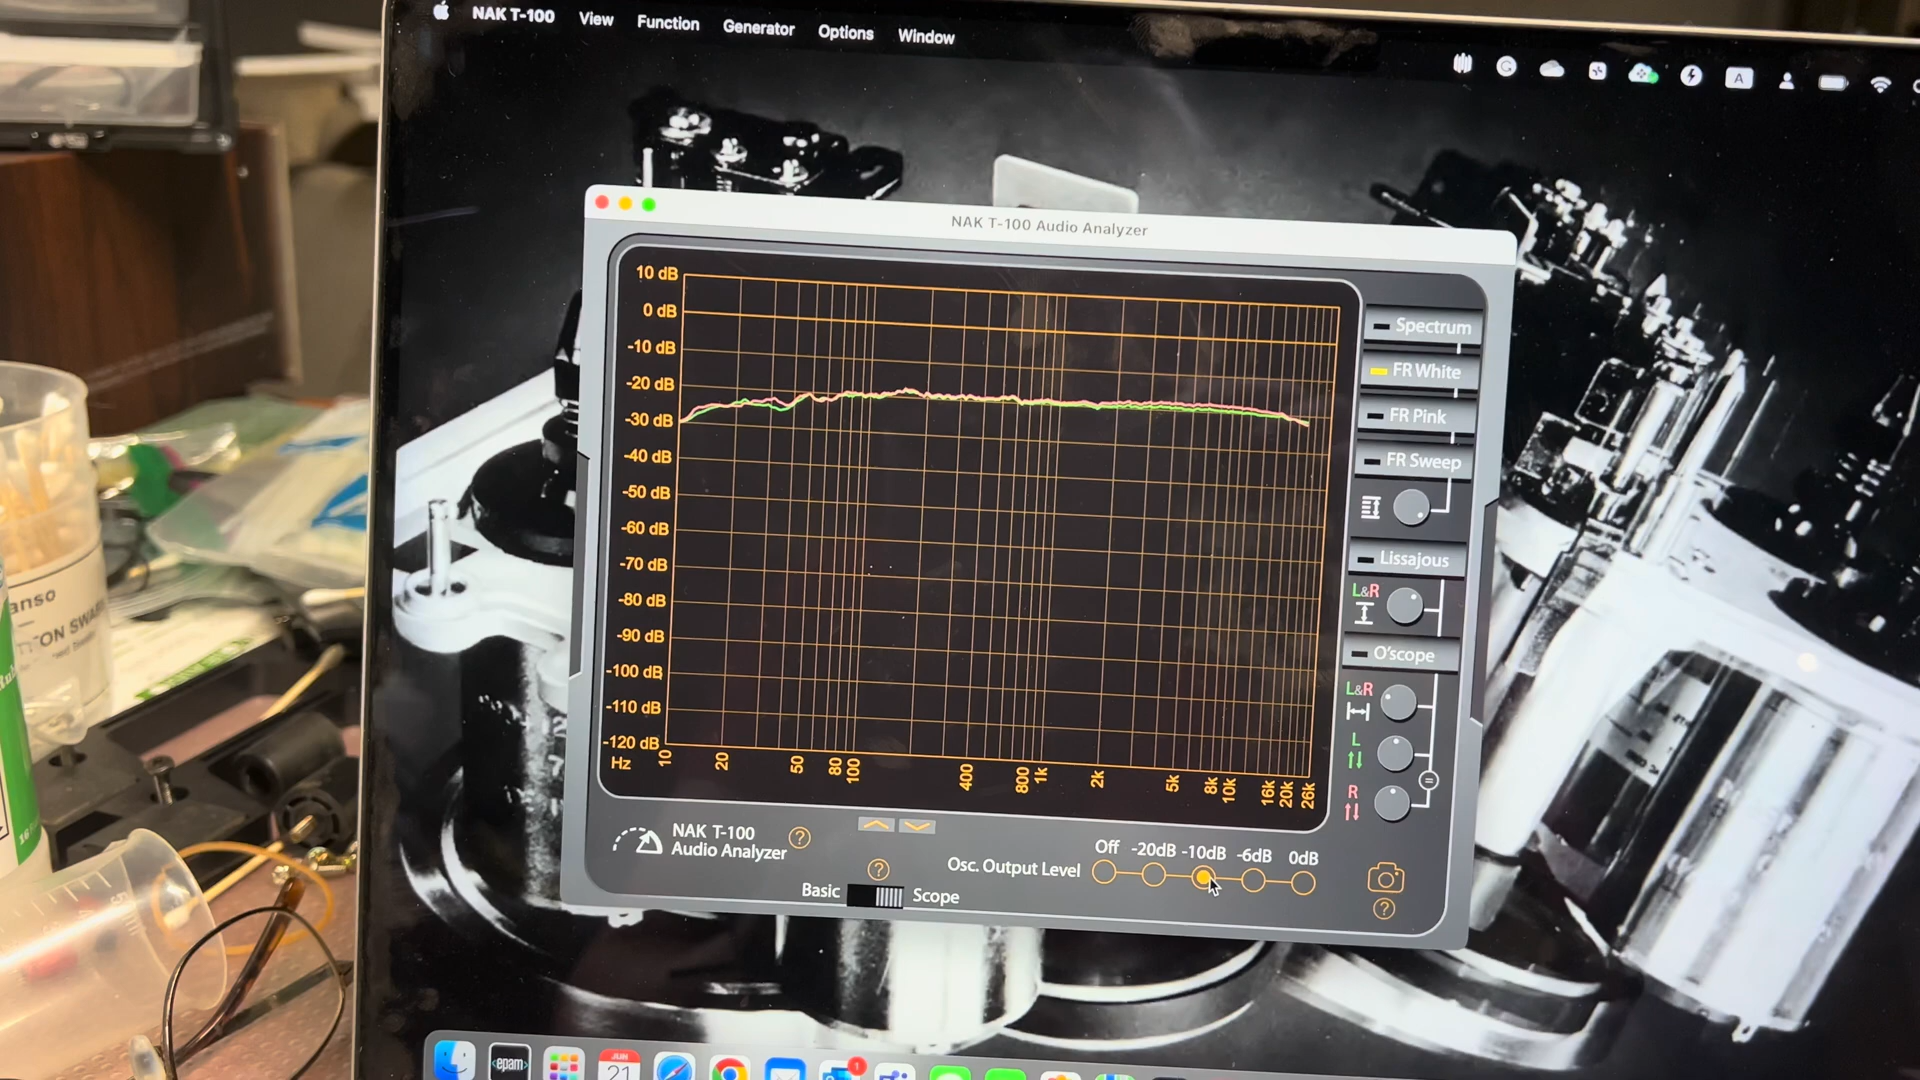 NAK T-100 View Function Generator Options Window
A
NAK T-100 Audio Analyzer
10 dB
0 dB
-10 dB
-20 dB
-30 dB
-40 dB
-50 dB
-60 dB
-70 dB
-80 dB
-90 dB
-100 dB
-110 dB
-120 dB
Hz
10 20 50 80 100 400 800 1k 2k 5k 8k 10k 16k 20k 26k
Spectrum
FR White
FR Pink
FR Sweep
Lissajous
L&R
O'scope
L&R
L
R
=
NAK T-100
Audio Analyzer
?
?
Basic Scope
Osc. Output Level
Off -20dB -10dB -6dB 0dB
?
<epam>
JUN
21
1
anso